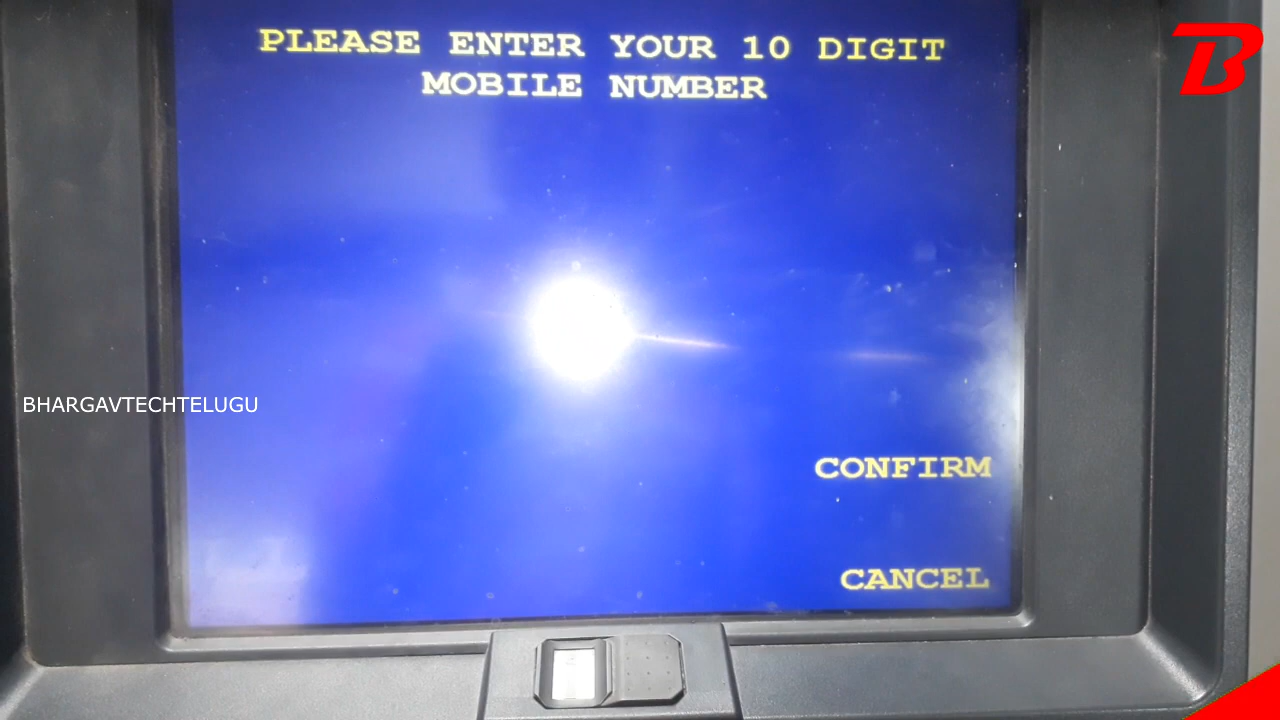 PLEASE ENTER YOUR 10 DIGIT
MOBILE NUMBER
B
BHARGAVTECHTELUGU
CONFIRM
CANCEL